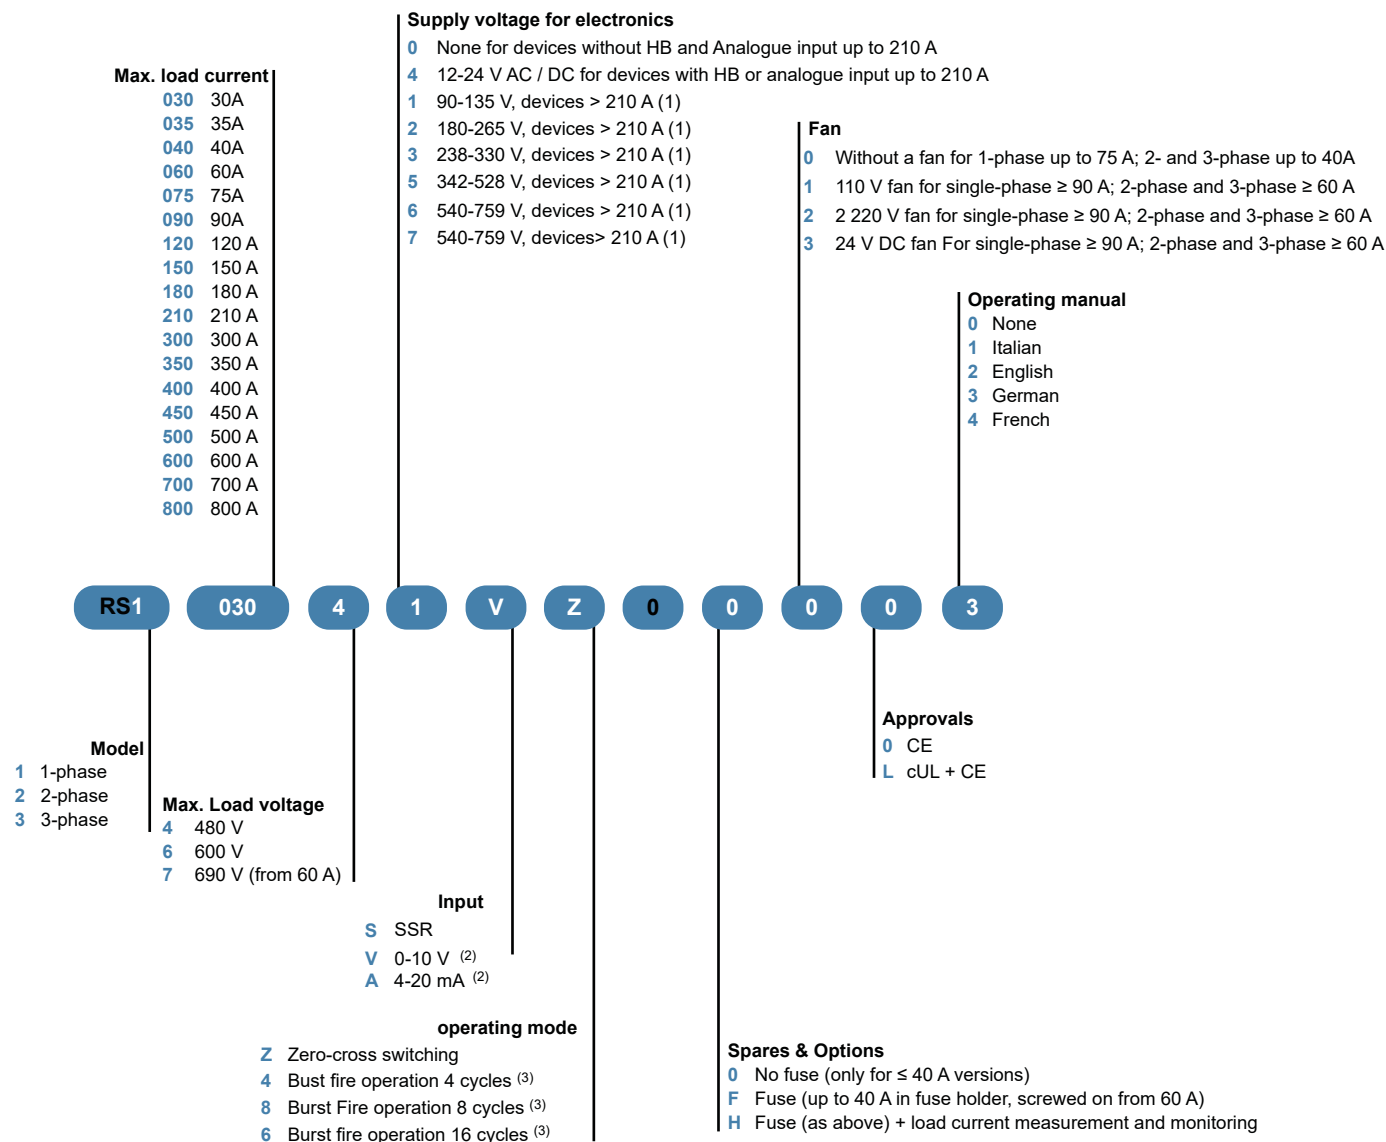 Supply voltage for electronics
0 None for devices without HB and Analogue input up to 210 A
4 12-24 V AC / DC for devices with HB or analogue input up to 210 A
1 90-135 V, devices > 210 A (1)
2 180-265 V, devices > 210 A (1)
3 238-330 V, devices > 210 A (1)
5 342-528 V, devices > 210 A (1)
6 540-759 V, devices > 210 A (1)
7 540-759 V, devices> 210 A (1)
Max. load current
030 30A
035 35A
040 40A
060 60A
075 75A
090 90A
120 120 A
150 150 A
180 180 A
210 210 A
300 300 A
350 350 A
400 400 A
450 450 A
500 500 A
600 600 A
700 700 A
800 800 A
Fan
0 Without a fan for 1-phase up to 75 A; 2- and 3-phase up to 40A
1 110 V fan for single-phase ≥ 90 A; 2-phase and 3-phase ≥ 60 A
2 2 220 V fan for single-phase ≥ 90 A; 2-phase and 3-phase ≥ 60 A
3 24 V DC fan For single-phase ≥ 90 A; 2-phase and 3-phase ≥ 60 A
Operating manual
0 None
1 Italian
2 English
3 German
4 French
RS1 030 4 1 V Z 0 0 0 0 3
Model
1 1-phase
2 2-phase
3 3-phase
Max. Load voltage
4 480 V
6 600 V
7 690 V (from 60 A)
Input
S SSR
V 0-10 V (2)
A 4-20 mA (2)
operating mode
Z Zero-cross switching
4 Bust fire operation 4 cycles (3)
8 Burst Fire operation 8 cycles (3)
6 Burst fire operation 16 cycles (3)
Approvals
0 CE
L cUL + CE
Spares & Options
0 No fuse (only for ≤ 40 A versions)
F Fuse (up to 40 A in fuse holder, screwed on from 60 A)
H Fuse (as above) + load current measurement and monitoring